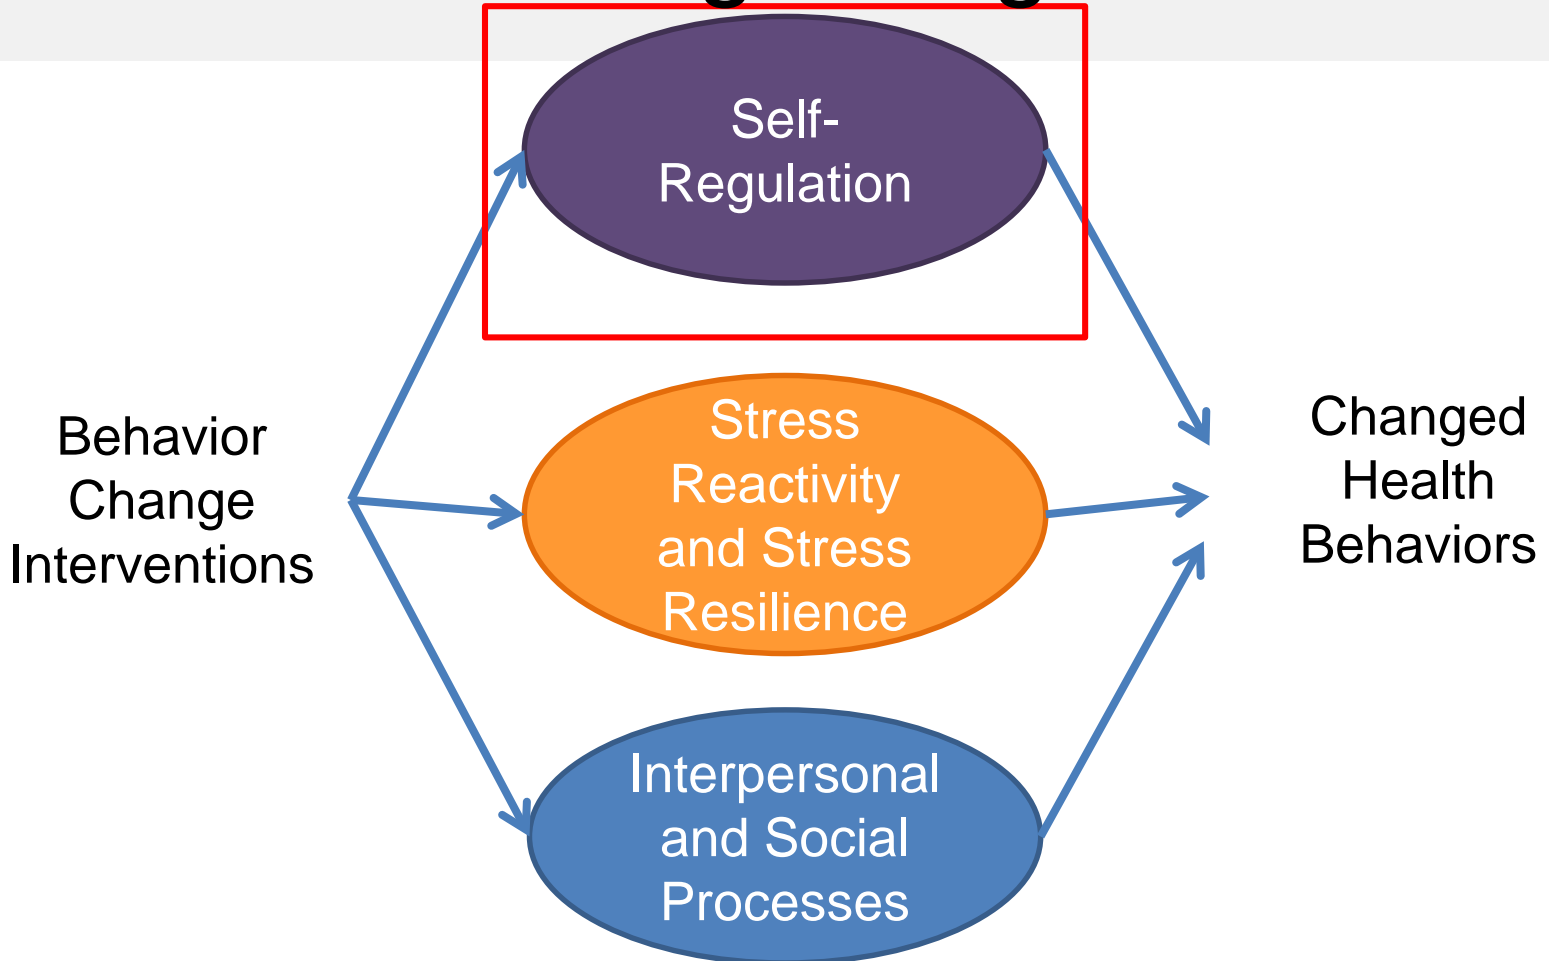 Self-
Regulation
Behavior
Change
Interventions
Stress
Reactivity
and Stress
Resilience
Changed
Health
Behaviors
Interpersonal
and Social
Processes